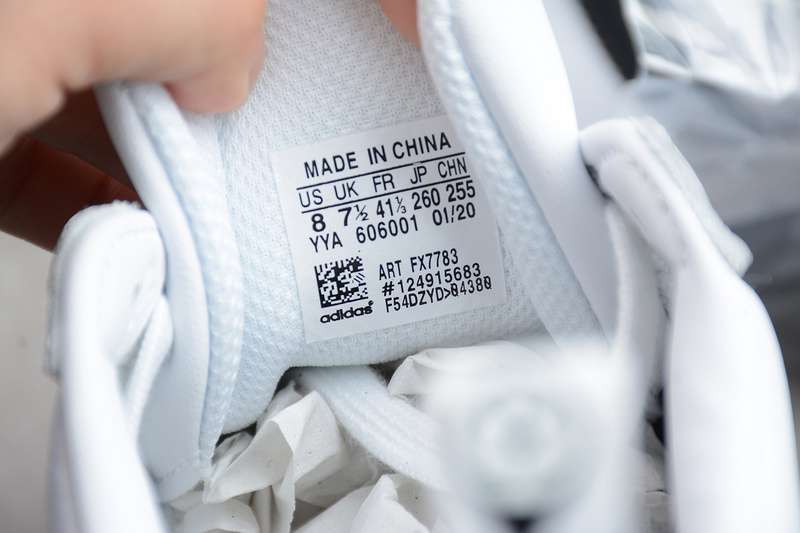 MADE IN CHINA
US UK FR JP CHN
8 7½ 41⅓ 260 255
YYA 606001 01/20
ART FX7783
#124915683
F54DZYD>Q4380
adidas®